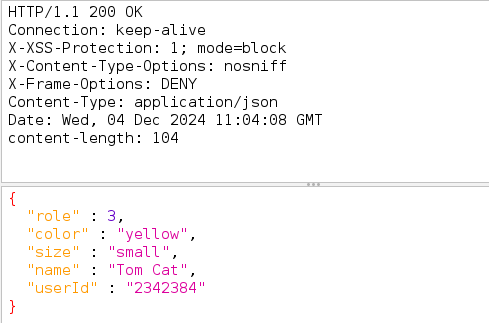 HTTP/1.1 200 OK
Connection: keep-alive
X-XSS-Protection: 1; mode=block
X-Content-Type-Options: nosniff
X-Frame-Options: DENY
Content-Type: application/json
Date: Wed, 04 Dec 2024 11:04:08 GMT
content-length: 104
{
  "role" : 3,
  "color" : "yellow",
  "size" : "small",
  "name" : "Tom Cat",
  "userId" : "2342384"
}